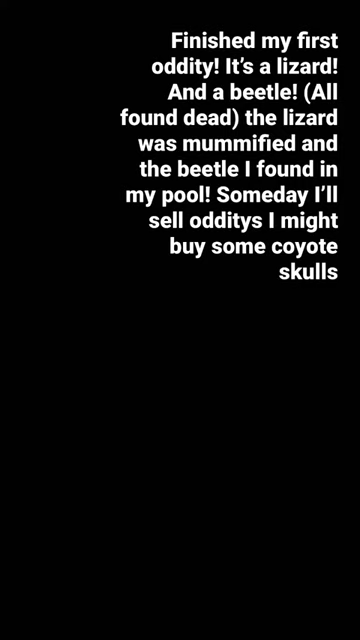 Finished my first
oddity! It’s a lizard!
And a beetle! (All
found dead) the lizard
was mummified and
the beetle I found in
my pool! Someday I’ll
sell odditys I might
buy some coyote
skulls